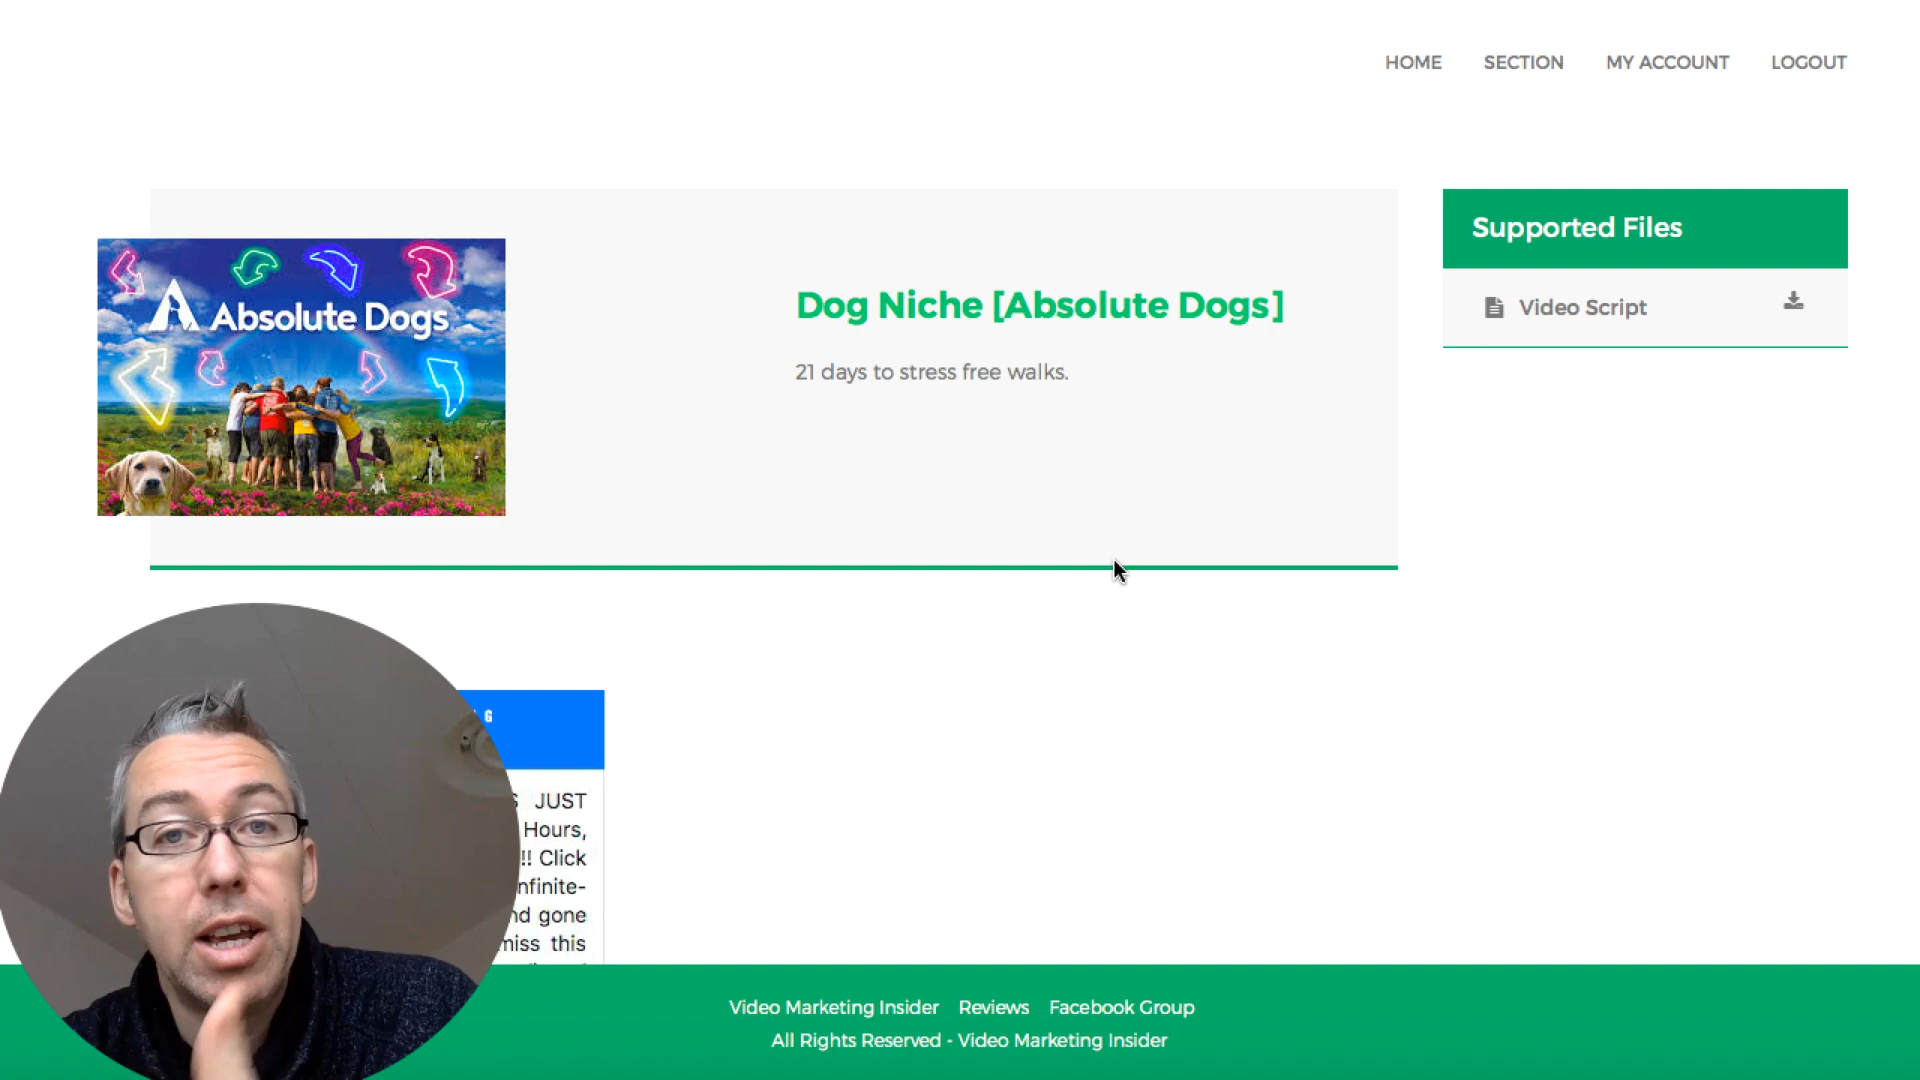 HOME SECTION MY ACCOUNT LOGOUT
Absolute Dogs
Dog Niche [Absolute Dogs]
21 days to stress free walks.
Supported Files
Video Script
G
JUST
Hours,
!! Click
nfinite-
nd gone
miss this
Video Marketing Insider Reviews Facebook Group
All Rights Reserved - Video Marketing Insider